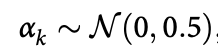 αₖ ∼ 𝒩(0, 0.5),